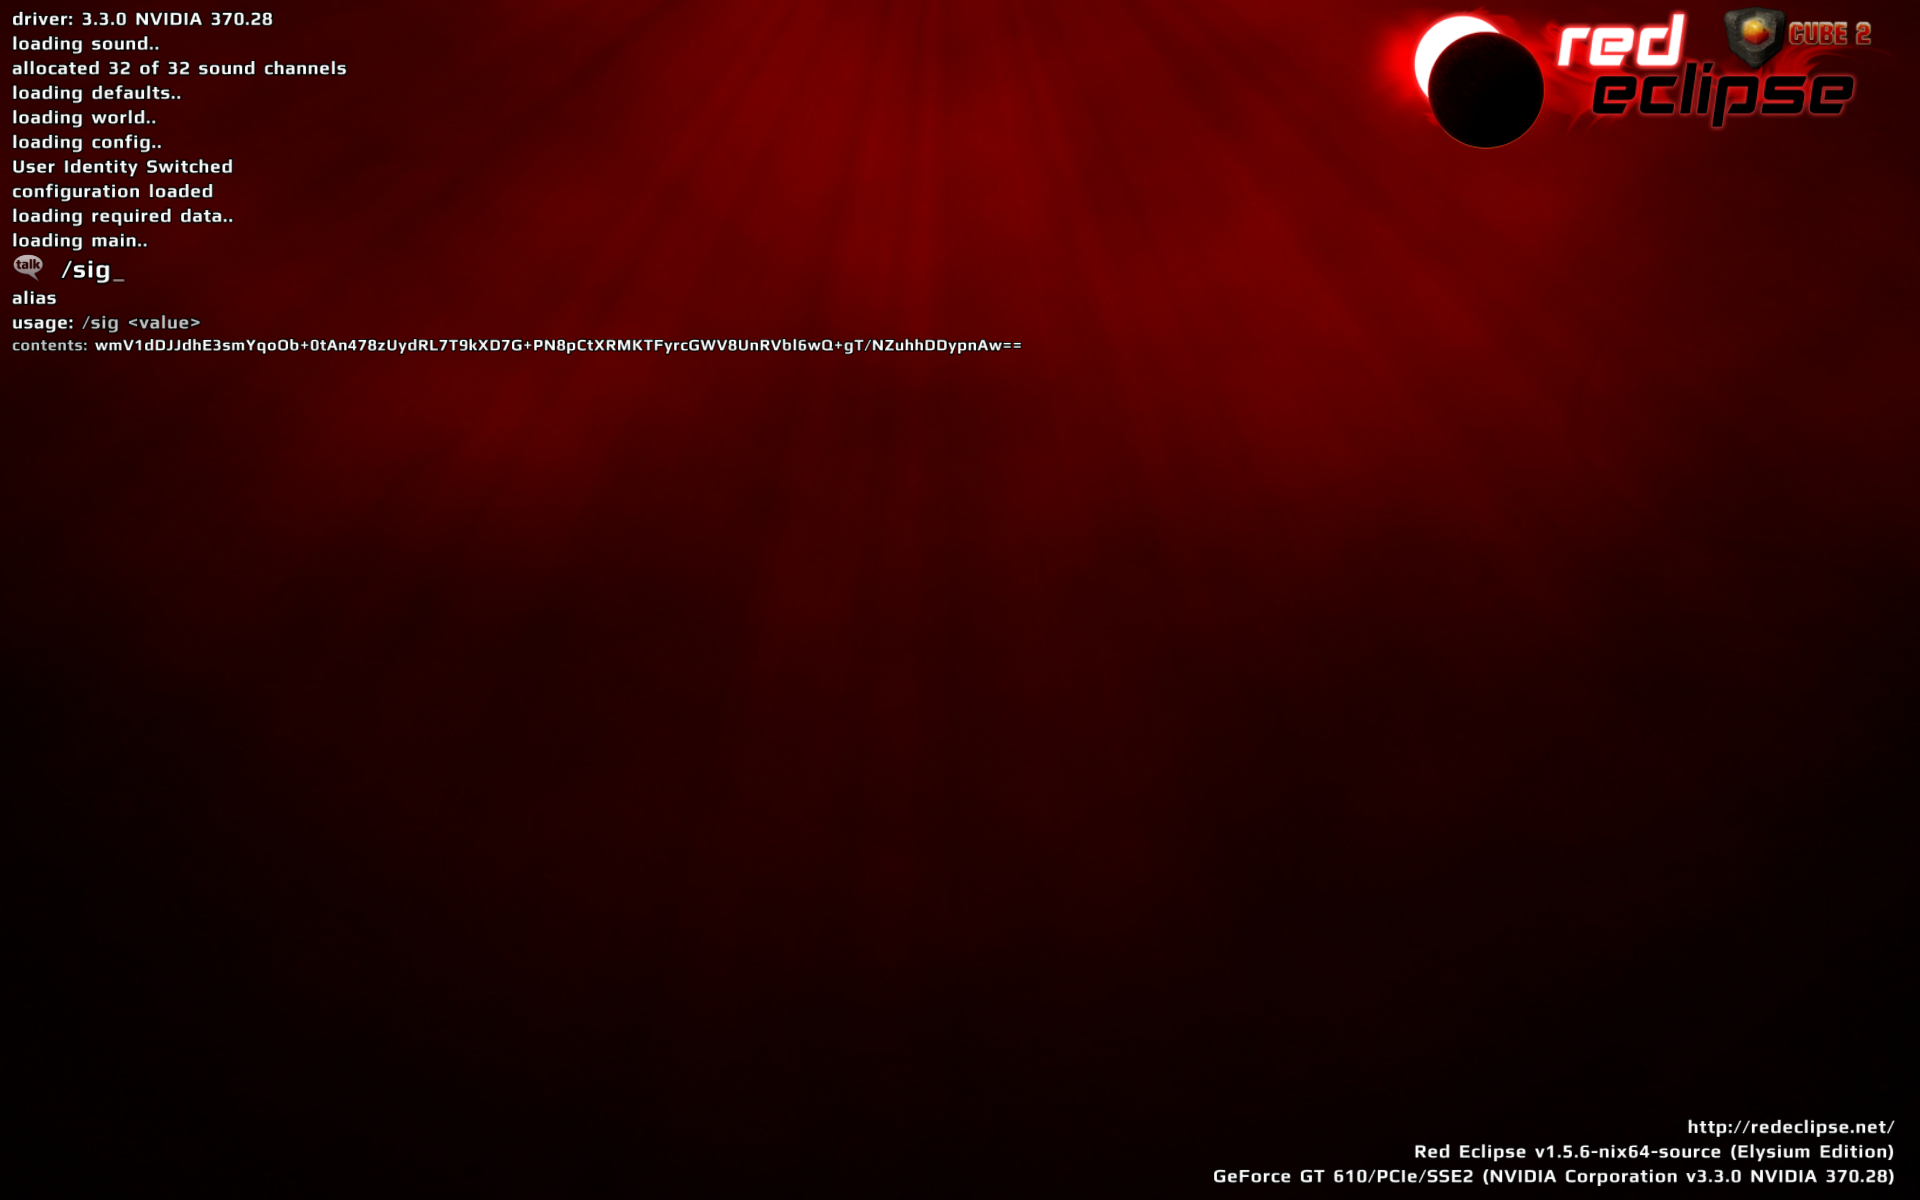 driver: 3.3.0 NVIDIA 370.28
loading sound..
allocated 32 of 32 sound channels
loading defaults..
loading world..
loading config..
User Identity Switched
configuration loaded
loading required data..
loading main..
talk /sig_
alias
usage: /sig <value>
contents: wmV1dDJJdhE3smYqoOb+0tAn478zUydRL7T9kXD7G+PN8pCtXRMKTFyrcGWV8UnRVbl6wQ+gT/NZuhhDDypnAw==
red
eclipse
CUBE 2
http://redeclipse.net/
Red Eclipse v1.5.6-nix64-source (Elysium Edition)
GeForce GT 610/PCIe/SSE2 (NVIDIA Corporation v3.3.0 NVIDIA 370.28)